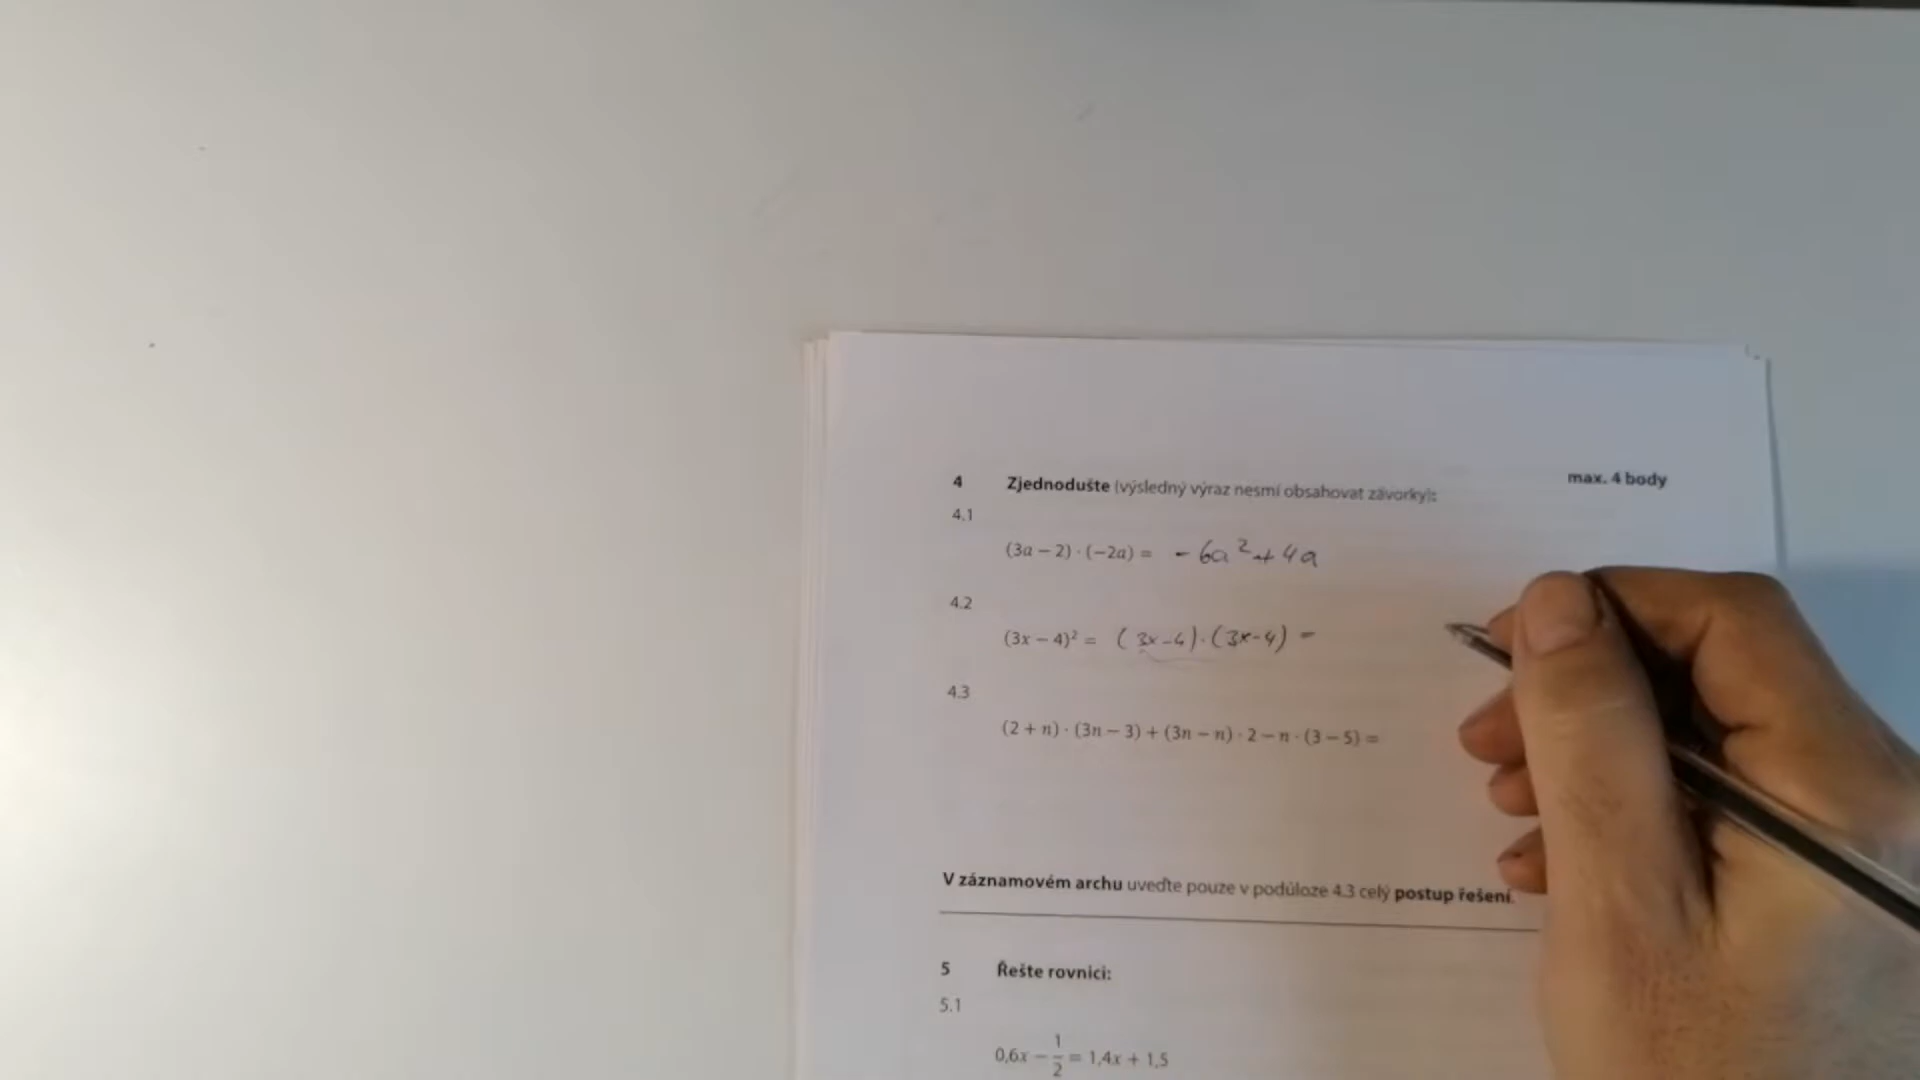 4 Zjednodušte (výsledný výraz nesmí obsahovat závorky): max. 4 body
4.1
(3a − 2) · (−2a) = - 6a² + 4a
4.2
(3x − 4)² = (3x-4)·(3x-4) =
4.3
(2 + n) · (3n − 3) + (3n − n) · 2 − n · (3 − 5) =
V záznamovém archu uveďte pouze v podúloze 4.3 celý postup řešení.
5 Řešte rovnici:
5.1
0,6x − 1/2 = 1,4x + 1,5